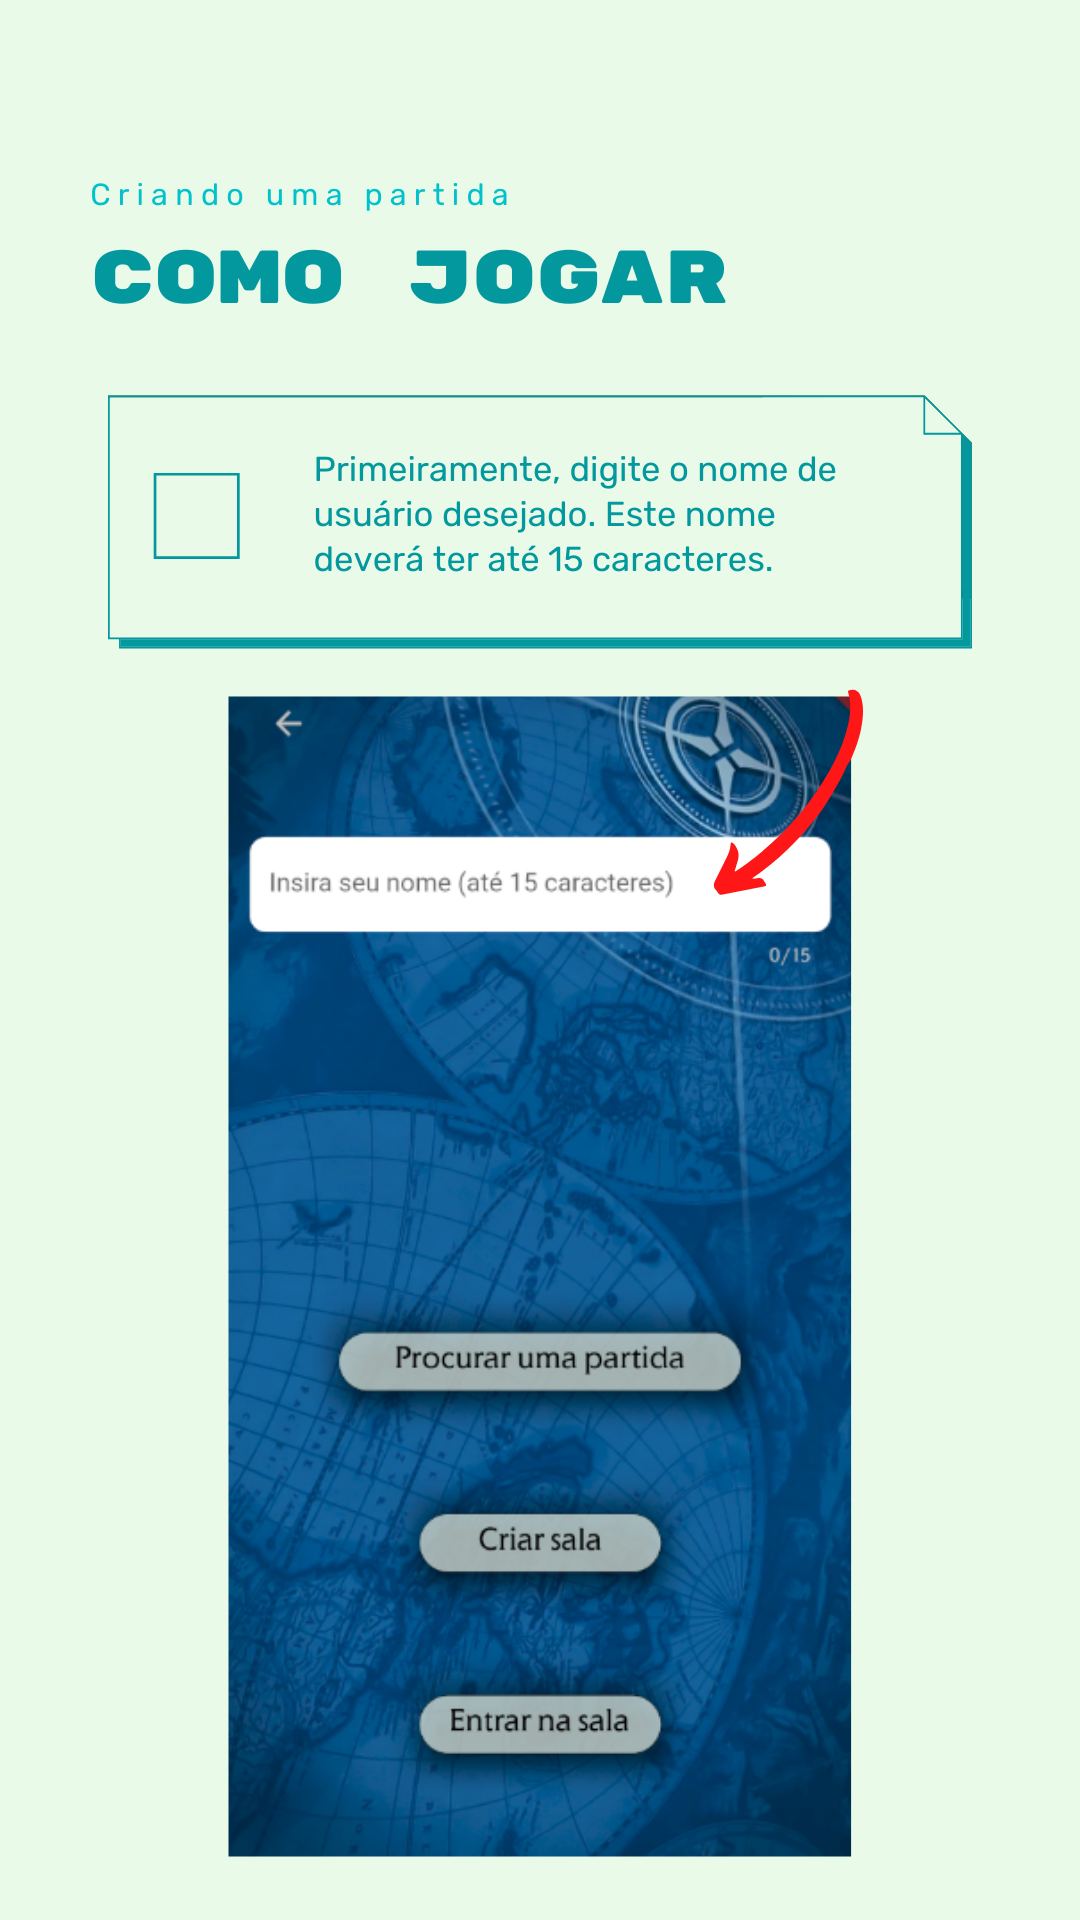 Criando uma partida
COMO JOGAR
Primeiramente, digite o nome de
usuário desejado. Este nome
deverá ter até 15 caracteres.
Insira seu nome (até 15 caracteres)
0/15
Procurar uma partida
Criar sala
Entrar na sala